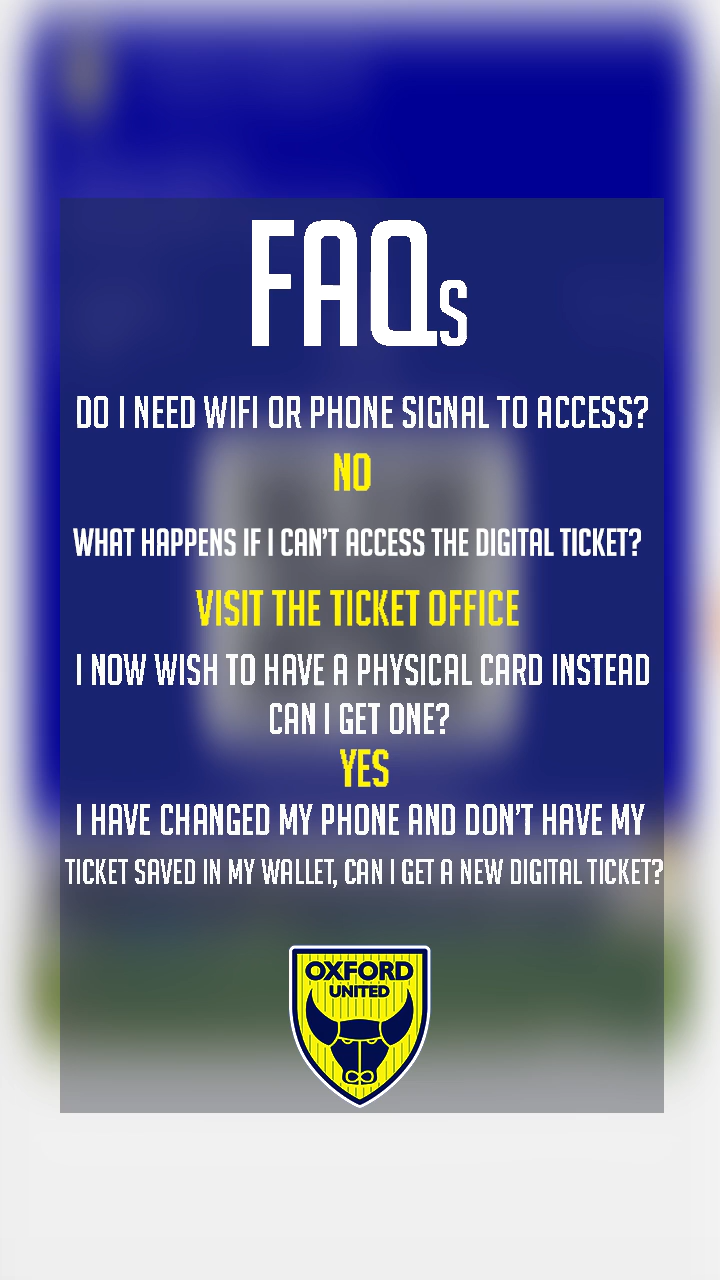 FAQs
DO I NEED WIFI OR PHONE SIGNAL TO ACCESS?
NO
WHAT HAPPENS IF I CAN'T ACCESS THE DIGITAL TICKET?
VISIT THE TICKET OFFICE
I NOW WISH TO HAVE A PHYSICAL CARD INSTEAD
CAN I GET ONE?
YES
I HAVE CHANGED MY PHONE AND DON'T HAVE MY
TICKET SAVED IN MY WALLET, CAN I GET A NEW DIGITAL TICKET?
OXFORD
UNITED